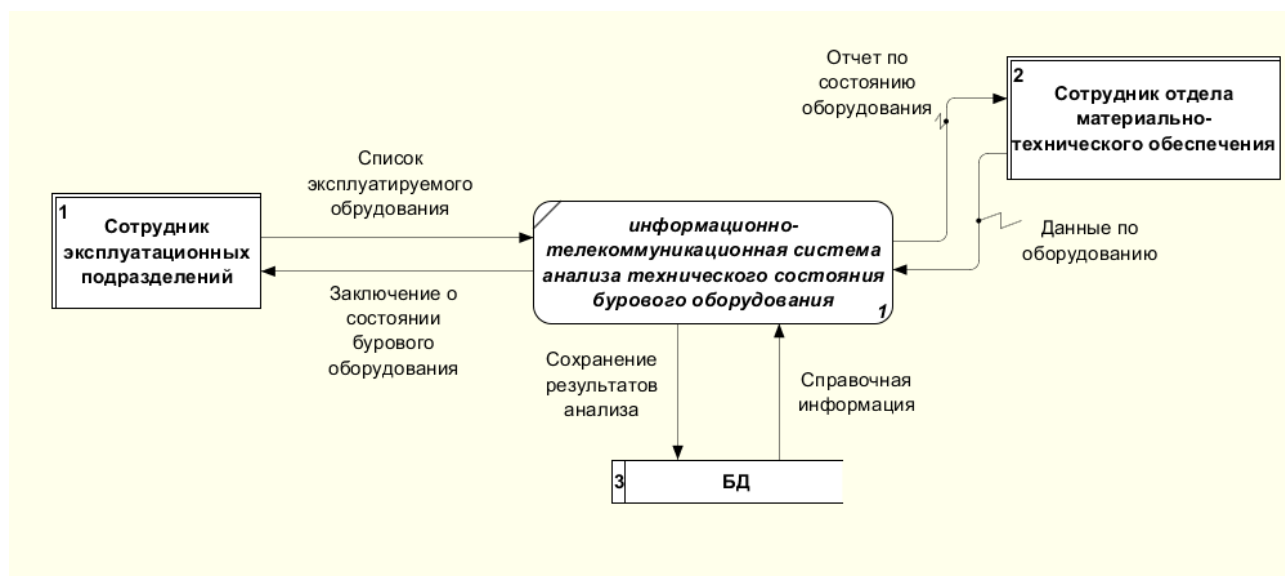 Отчет по
состоянию
оборудования
2
Сотрудник отдела
материально-
технического обеспечения
Список
эксплуатируемого
обрудования
1
Сотрудник
эксплуатационных
подразделений
информационно-
телекоммуникационная система
анализа технического состояния
бурового оборудования
1
Данные по
оборудованию
Заключение о
состоянии
бурового
оборудования
Сохранение
результатов
анализа
Справочная
информация
3
БД